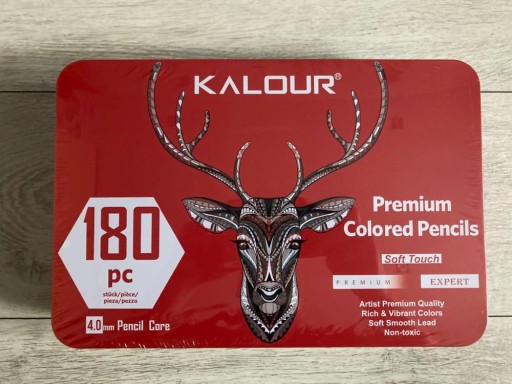 KALOUR®
180
pc
stück/pièce/
pieza/pezzo
4.0mm Pencil Core
Premium
Colored Pencils
Soft Touch
PREMIUM EXPERT
Artist Premium Quality
Rich & Vibrant Colors
Soft Smooth Lead
Non-toxic